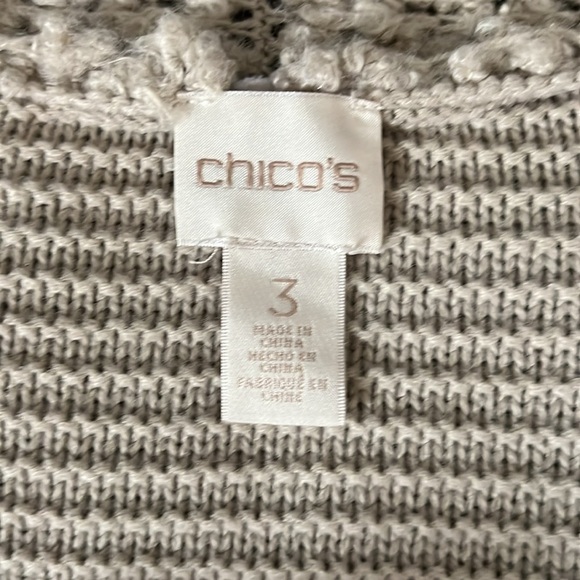 chico's
3
MADE IN
CHINA
HECHO EN
CHINA
FABRIQUÉ EN
CHINE